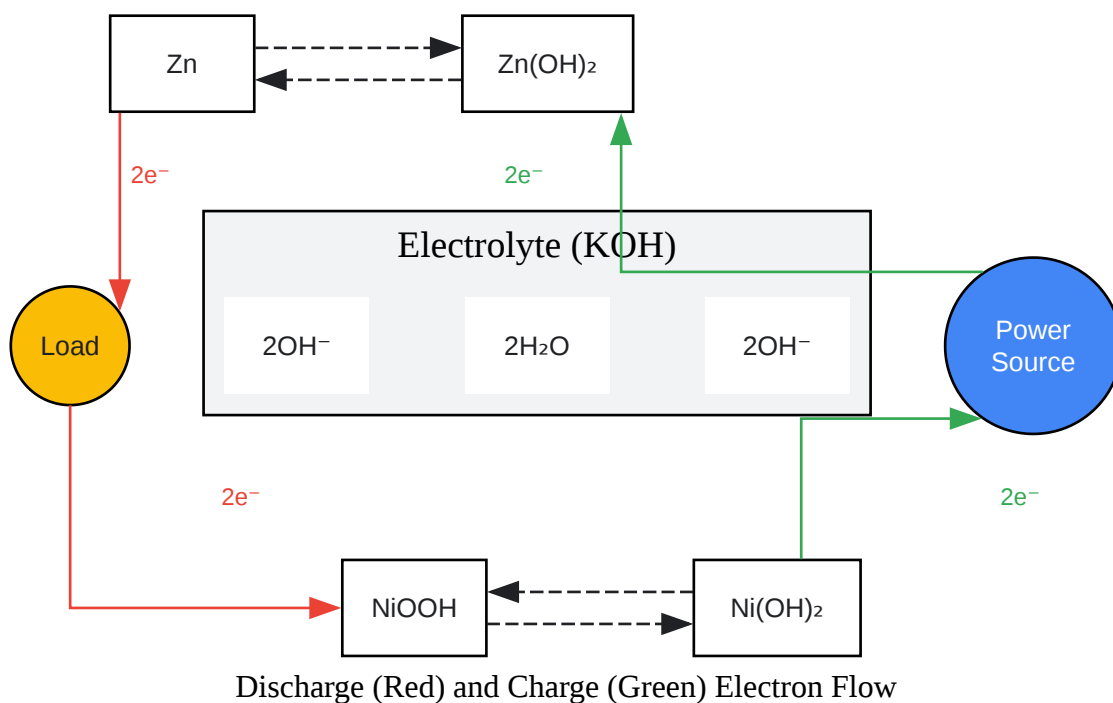 Zn
Zn(OH)₂
2e⁻
2e⁻
Electrolyte (KOH)
Load
2OH⁻
2H₂O
2OH⁻
Power
Source
2e⁻
2e⁻
NiOOH
Ni(OH)₂
Discharge (Red) and Charge (Green) Electron Flow